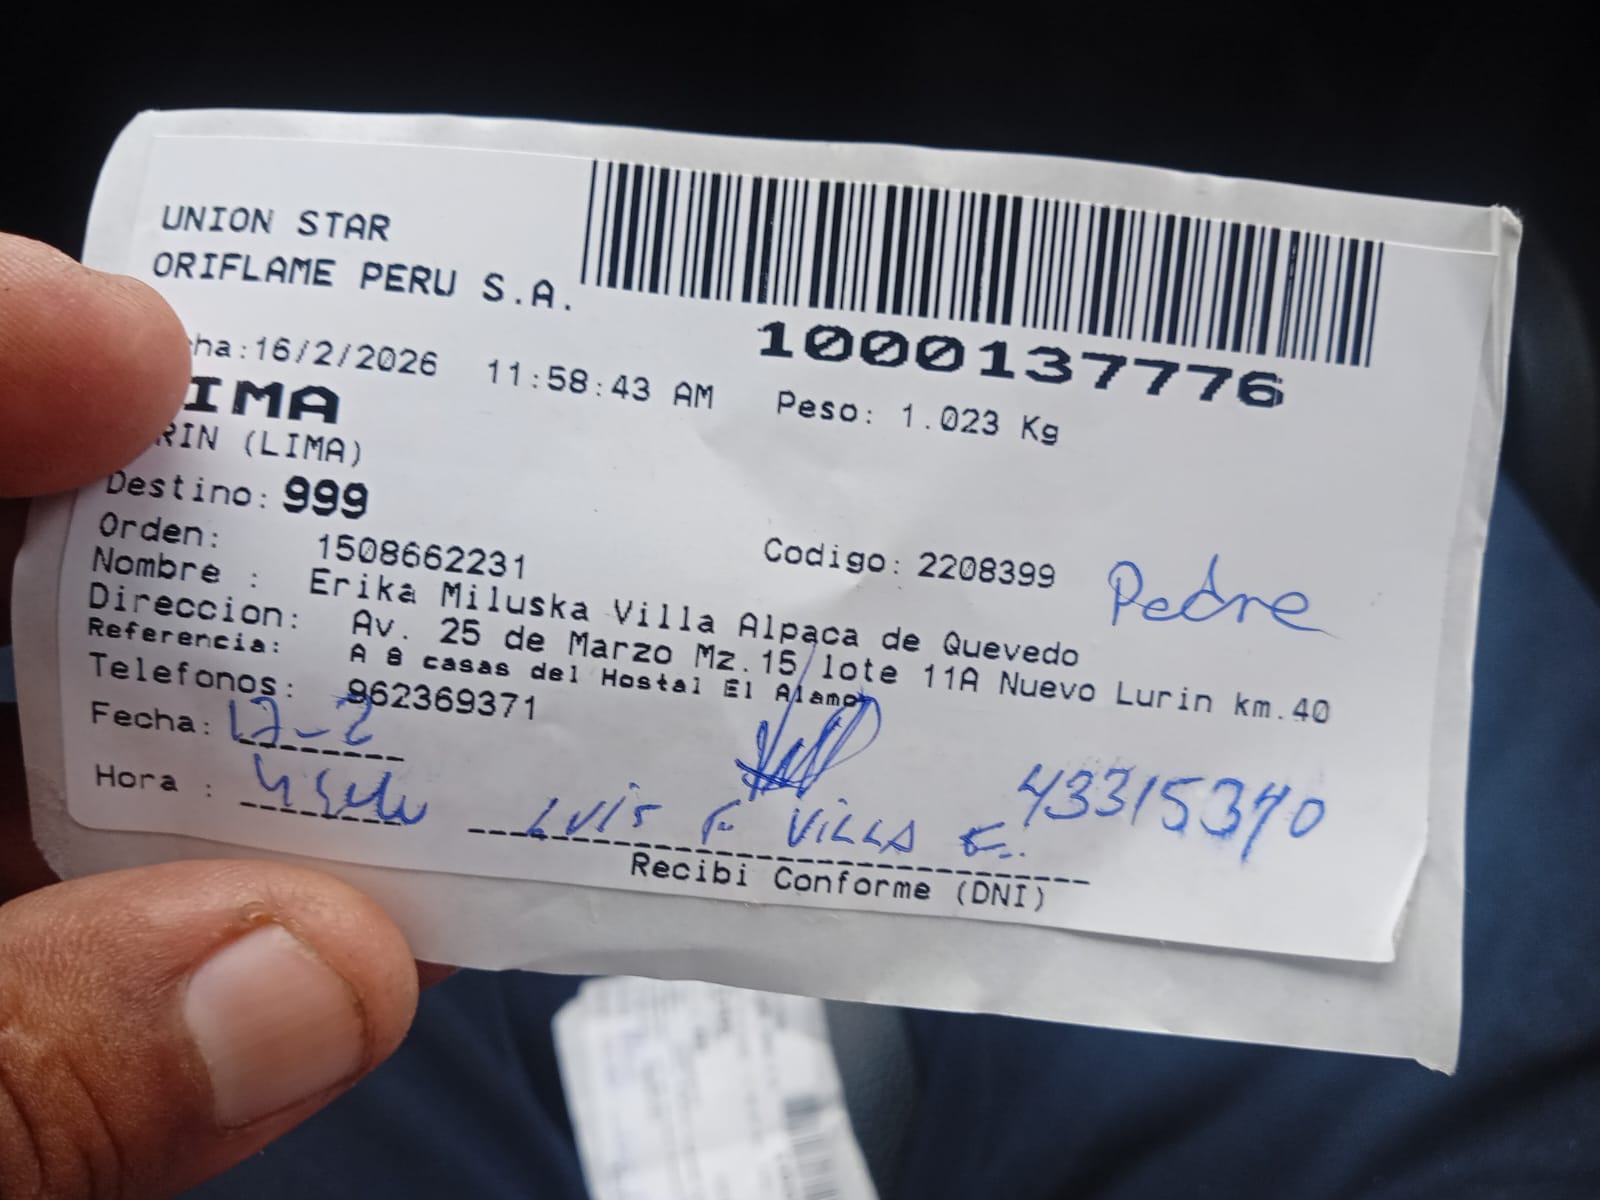 UNION STAR
ORIFLAME PERU S.A.
1000137776
cha:16/2/2026 11:58:43 AM
Peso: 1.023 Kg
IMA
RIN (LIMA)
Destino: 999
Orden: 1508662231
Codigo: 2208399
Nombre : Erika Miluska Villa Alpaca de Quevedo
Direccion: Av. 25 de Marzo Mz.15 lote 11A Nuevo Lurin km.40
Referencia: A 8 casas del Hostal El Alamo
Telefonos: 962369371
Fecha: 17-2
Hora :
LUIS F. VILLA E.
Recibi Conforme (DNI)